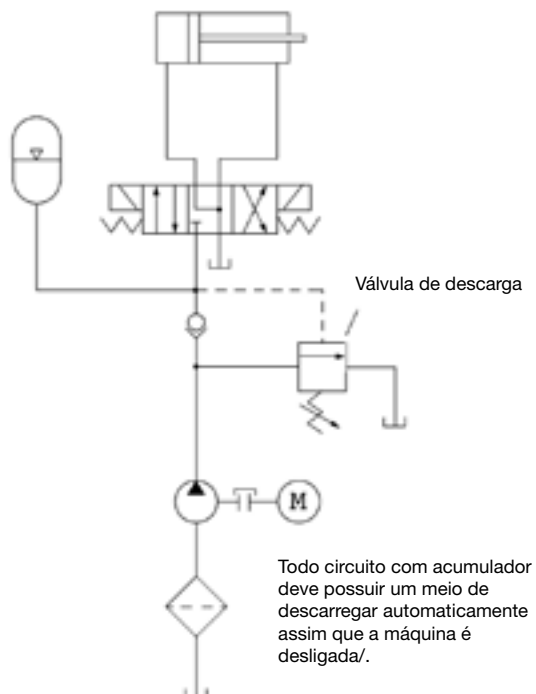 Válvula de descarga
M
Todo circuito com acumulador
deve possuir um meio de
descarregar automaticamente
assim que a máquina é
desligada/.